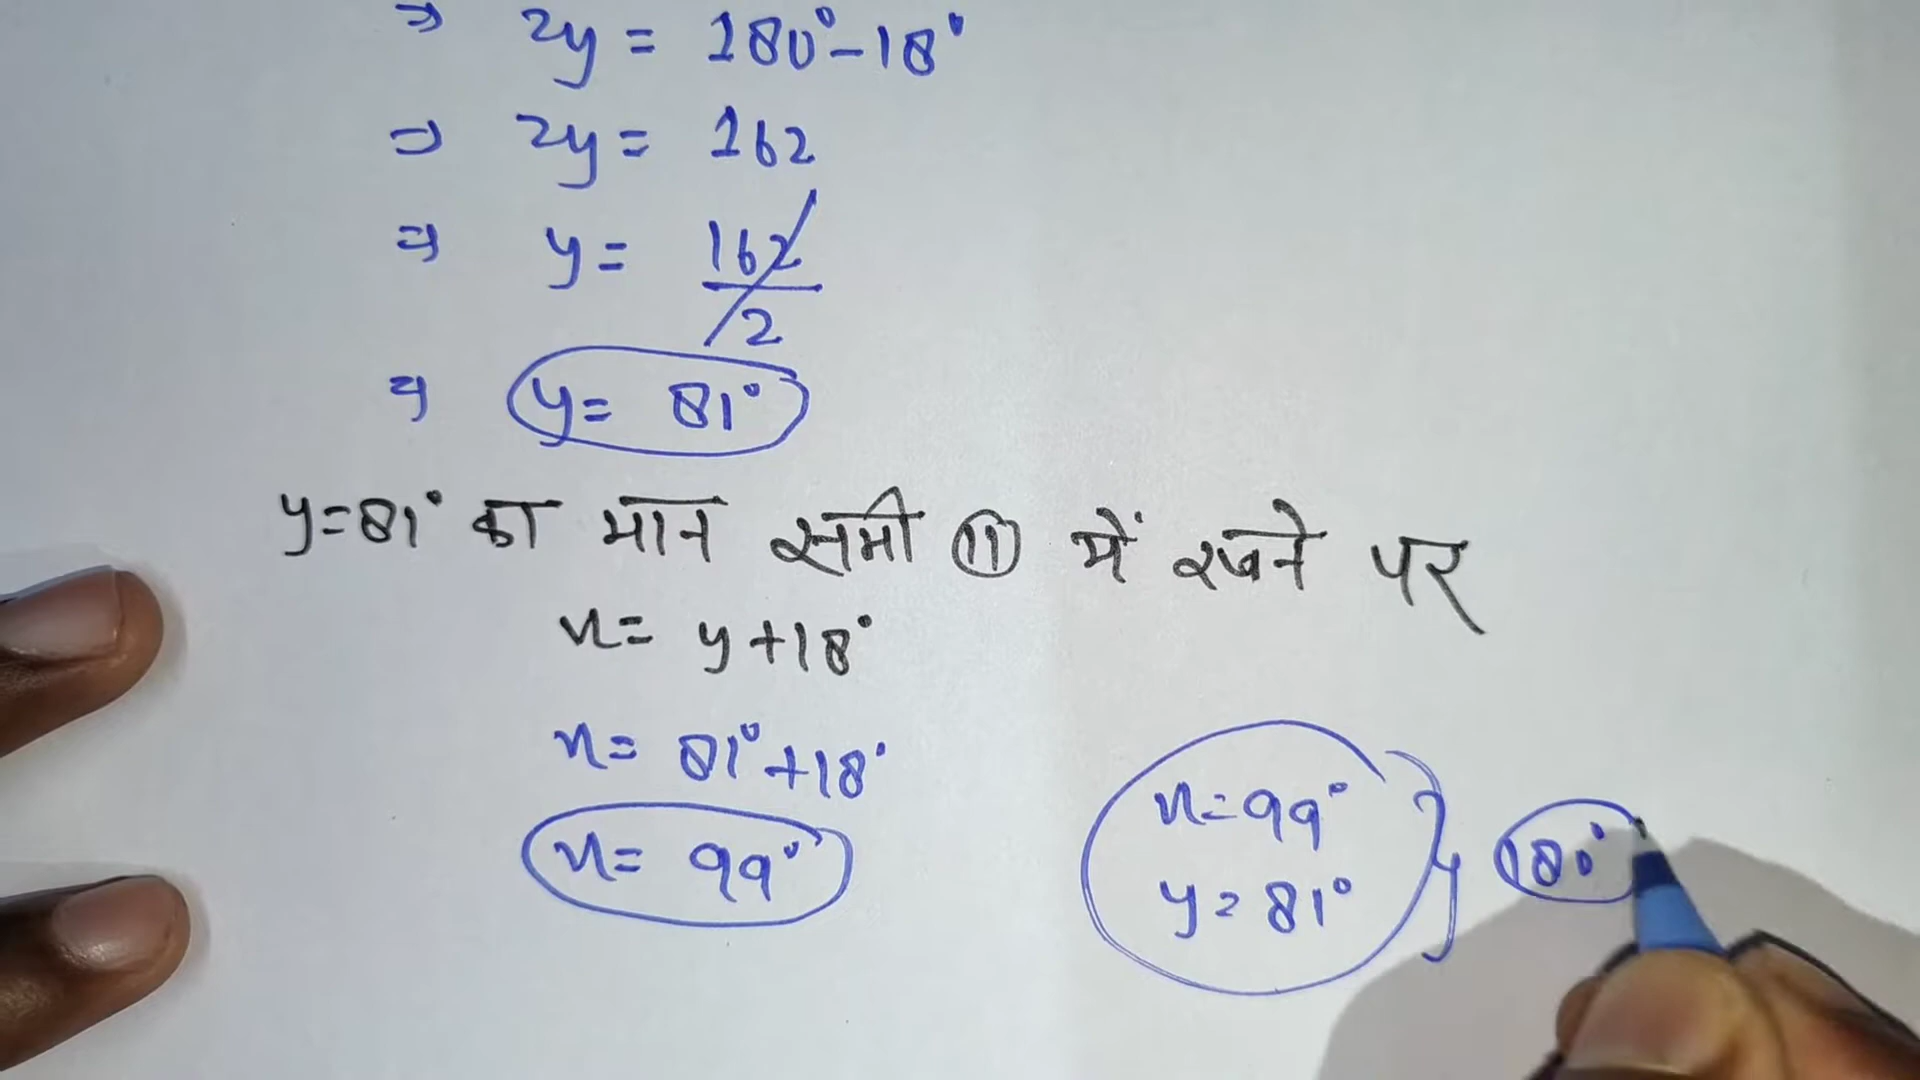 ⇒ 2y = 180° - 18°
⇒ 2y = 162
⇒ y = 162/2
⇒ y = 81°
y = 81° का मान समी (11) में रखने पर
x = y + 18°
x = 81° + 18°
x = 99°
x = 99°
y = 81°
180°